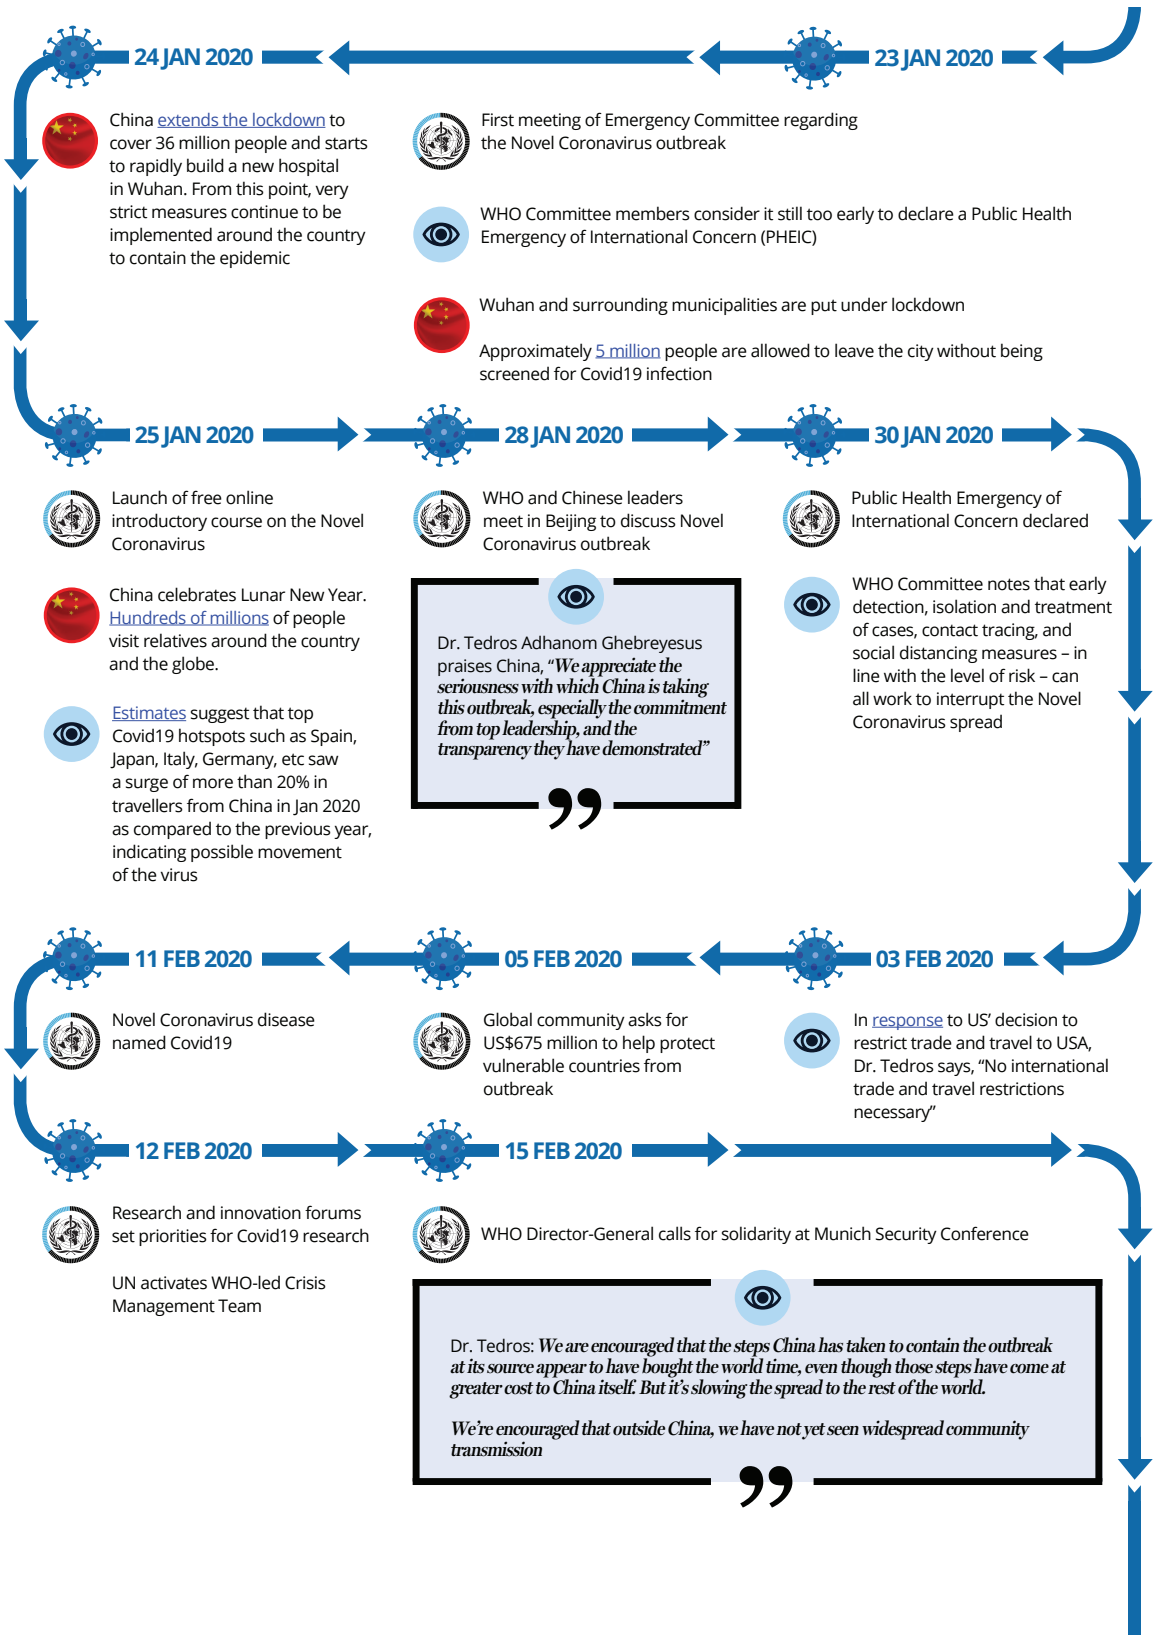 23 JAN 2020
First meeting of Emergency Committee regarding
the Novel Coronavirus outbreak
WHO Committee members consider it still too early to declare a Public Health
Emergency of International Concern (PHEIC)
Wuhan and surrounding municipalities are put under lockdown
Approximately 5 million people are allowed to leave the city without being
screened for Covid19 infection
24 JAN 2020
China extends the lockdown to
cover 36 million people and starts
to rapidly build a new hospital
in Wuhan. From this point, very
strict measures continue to be
implemented around the country
to contain the epidemic
25 JAN 2020
Launch of free online
introductory course on the Novel
Coronavirus
China celebrates Lunar New Year.
Hundreds of millions of people
visit relatives around the country
and the globe.
Estimates suggest that top
Covid19 hotspots such as Spain,
Japan, Italy, Germany, etc saw
a surge of more than 20% in
travellers from China in Jan 2020
as compared to the previous year,
indicating possible movement
of the virus
28 JAN 2020
WHO and Chinese leaders
meet in Beijing to discuss Novel
Coronavirus outbreak
Dr. Tedros Adhanom Ghebreyesus
praises China, “We appreciate the
seriousness with which China is taking
this outbreak, especially the commitment
from top leadership, and the
transparency they have demonstrated”
”
30 JAN 2020
Public Health Emergency of
International Concern declared
WHO Committee notes that early
detection, isolation and treatment
of cases, contact tracing, and
social distancing measures – in
line with the level of risk – can
all work to interrupt the Novel
Coronavirus spread
03 FEB 2020
In response to US’ decision to
restrict trade and travel to USA,
Dr. Tedros says, “No international
trade and travel restrictions
necessary”
05 FEB 2020
Global community asks for
US$675 million to help protect
vulnerable countries from
outbreak
11 FEB 2020
Novel Coronavirus disease
named Covid19
12 FEB 2020
Research and innovation forums
set priorities for Covid19 research
UN activates WHO-led Crisis
Management Team
15 FEB 2020
WHO Director-General calls for solidarity at Munich Security Conference
Dr. Tedros: We are encouraged that the steps China has taken to contain the outbreak
at its source appear to have bought the world time, even though those steps have come at
greater cost to China itself. But it’s slowing the spread to the rest of the world.
We’re encouraged that outside China, we have not yet seen widespread community
transmission
”